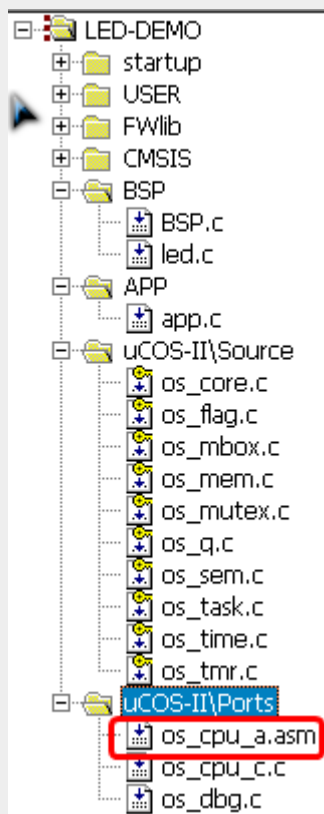 LED-DEMO
startup
USER
FWlib
CMSIS
BSP
BSP.c
led.c
APP
app.c
uCOS-II\Source
os_core.c
os_flag.c
os_mbox.c
os_mem.c
os_mutex.c
os_q.c
os_sem.c
os_task.c
os_time.c
os_tmr.c
uCOS-II\Ports
os_cpu_a.asm
os_cpu_c.c
os_dbg.c